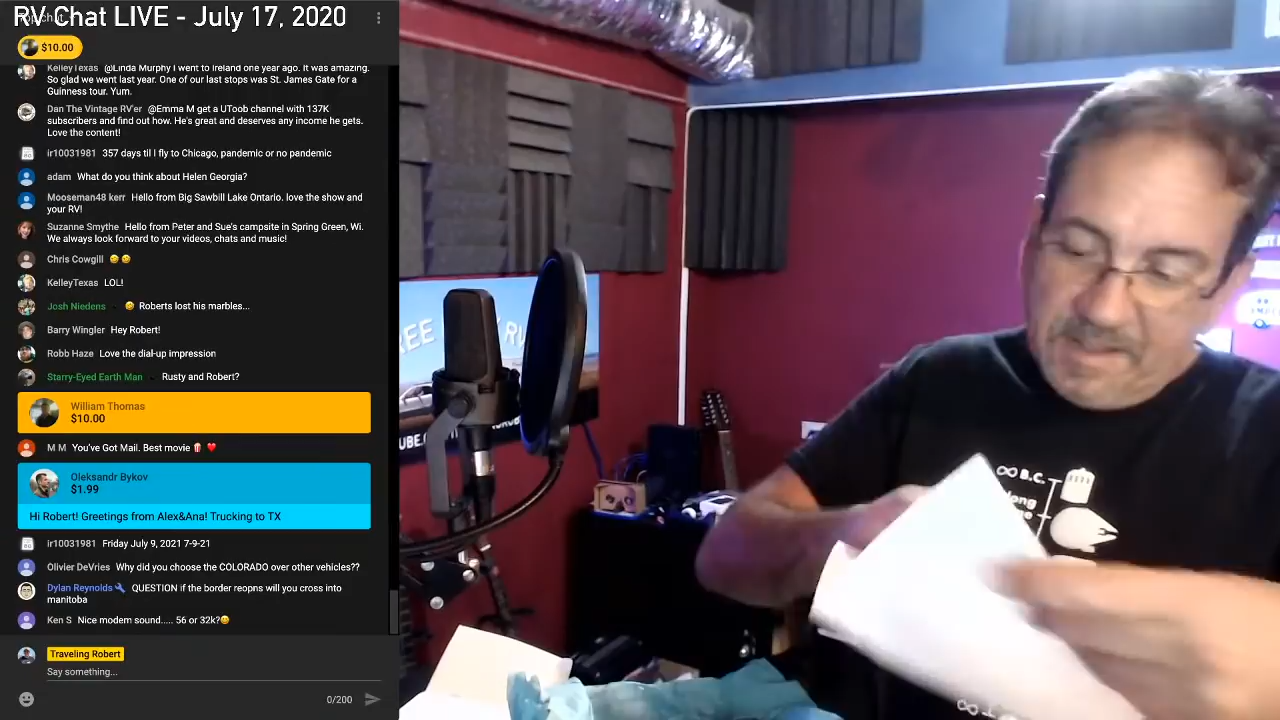 RV Chat LIVE - July 17, 2020
$10.00
KelleyTexas @Linda Murphy I went to Ireland one year ago. It was amazing.
So glad we went last year. One of our last stops was St. James Gate for a
Guinness tour. Yum.
Dan The Vintage RV'er @Emma M get a UToob channel with 137K
subscribers and find out how. He's great and deserves any income he gets.
Love the content!
ir10031981 357 days til I fly to Chicago, pandemic or no pandemic
adam What do you think about Helen Georgia?
Mooseman48 kerr Hello from Big Sawbill Lake Ontario. love the show and
your RV!
Suzanne Smythe Hello from Peter and Sue's campsite in Spring Green, Wi.
We always look forward to your videos, chats and music!
Chris Cowgill 🤣🤣
KelleyTexas LOL!
Josh Niedens 🤣 Roberts lost his marbles...
Barry Wingler Hey Robert!
Robb Haze Love the dial-up impression
Starry-Eyed Earth Man Rusty and Robert?
William Thomas
$10.00
M M You've Got Mail. Best movie 🍿 ❤️
Oleksandr Bykov
$1.99
Hi Robert! Greetings from Alex&Ana! Trucking to TX
ir10031981 Friday July 9, 2021 7-9-21
Olivier DeVries Why did you choose the COLORADO over other vehicles??
Dylan Reynolds🔧 QUESTION if the border reopns will you cross into
manitoba
Ken S Nice modem sound..... 56 or 32k?😆
Traveling Robert
Say something...
0/200
∞ B.C.